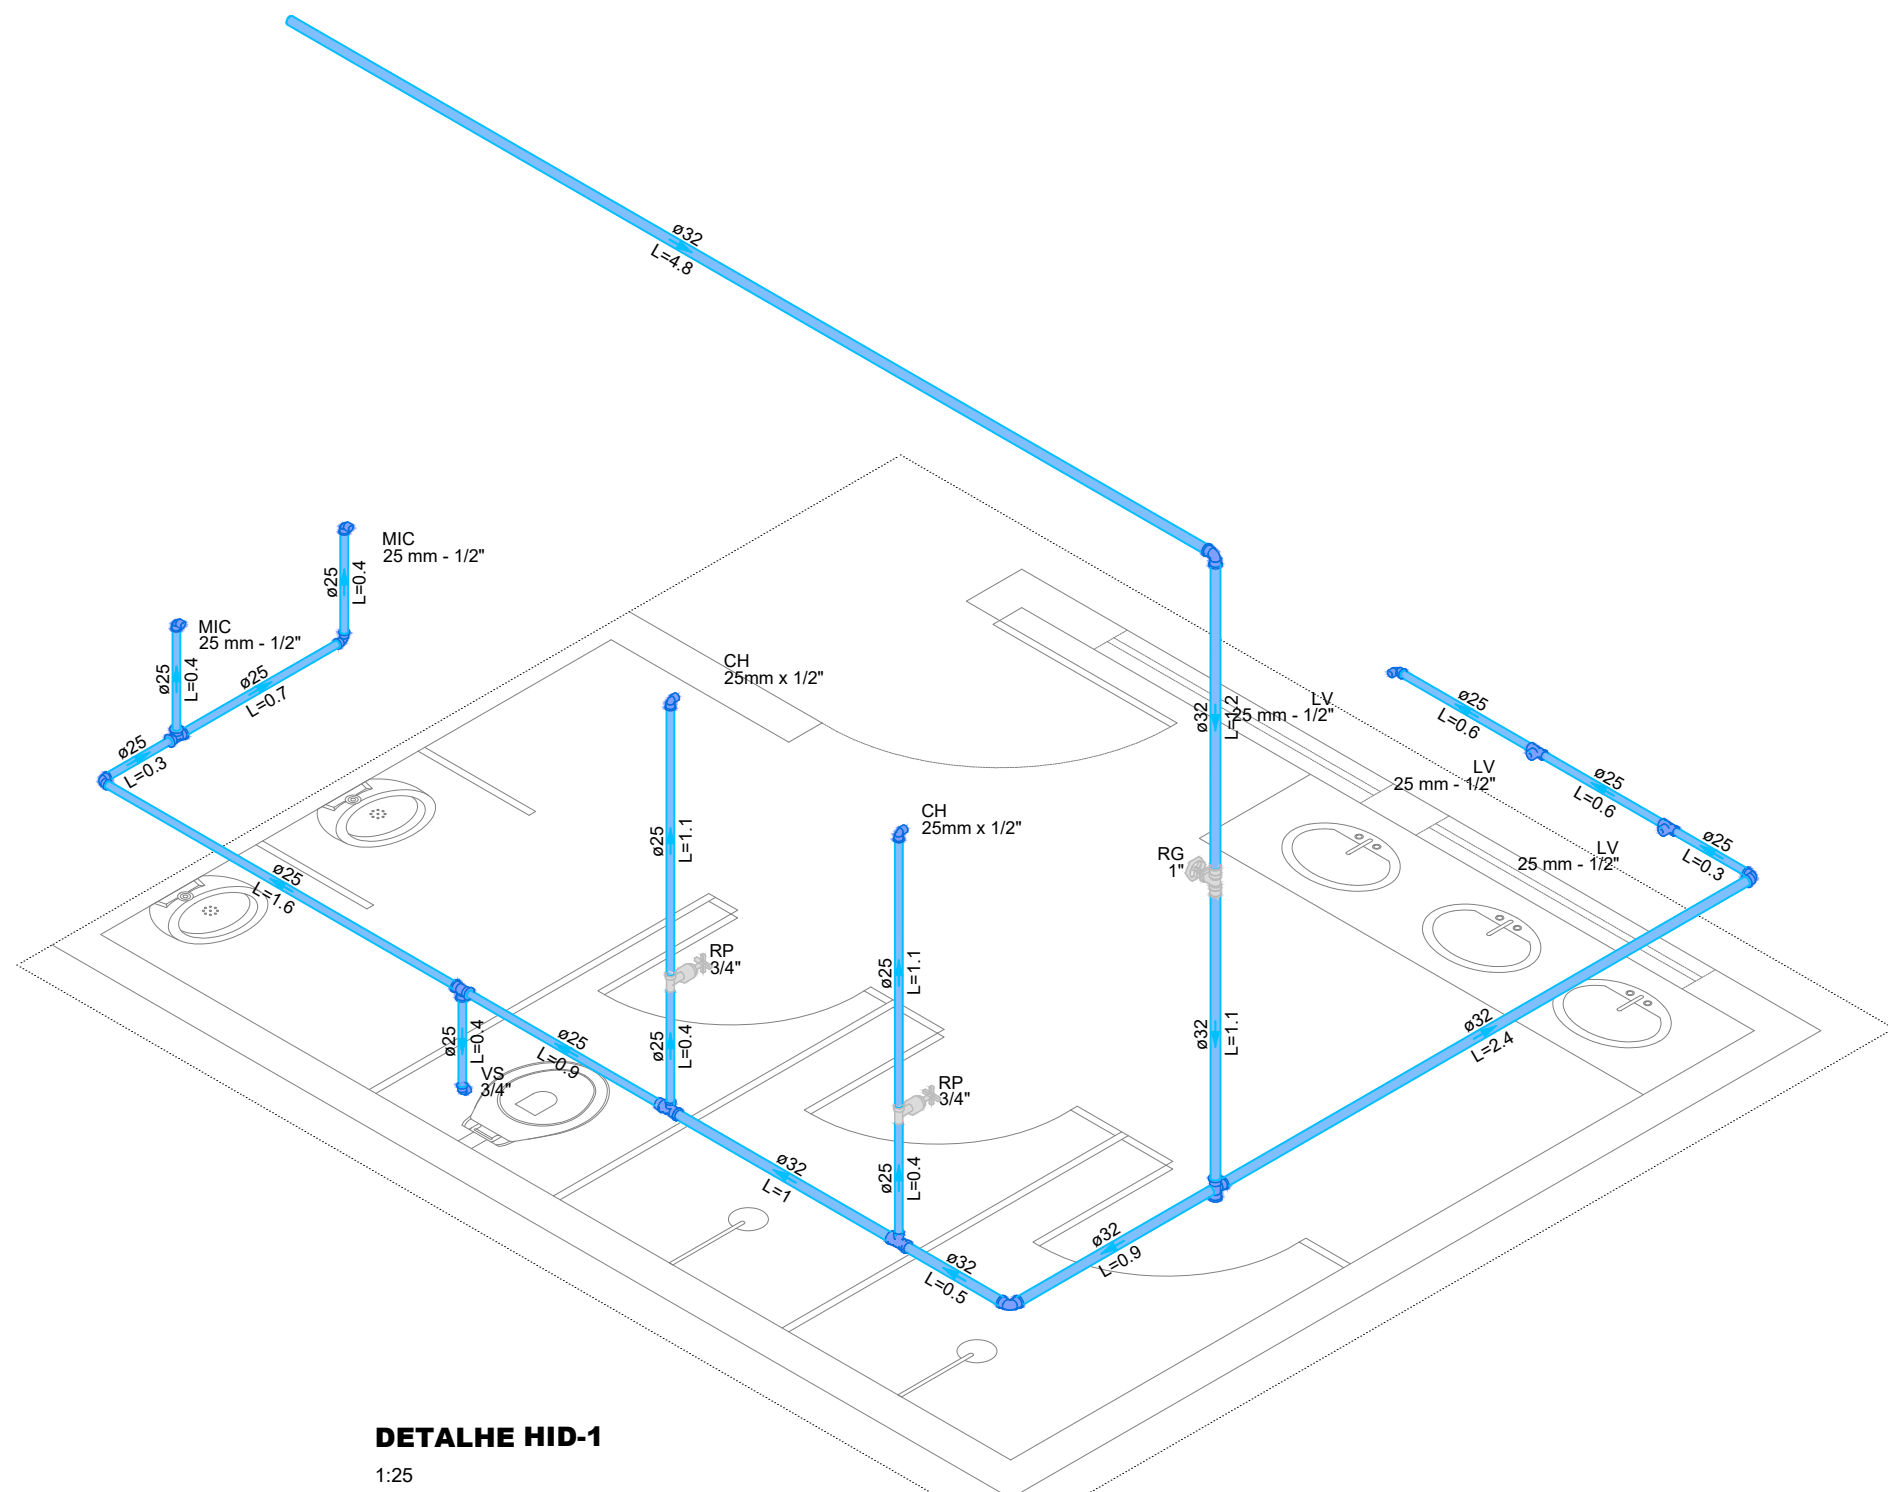 ø32
L=4.8
MIC
25 mm - 1/2"
ø25
L=0.4
MIC
25 mm - 1/2"
ø25
L=0.4
ø25
L=0.7
ø25
L=0.3
CH
25mm x 1/2"
ø25
L=1.1
ø32
L=1.2
LV
25 mm - 1/2"
ø25
L=0.6
LV
25 mm - 1/2"
ø25
L=0.6
LV
25 mm - 1/2"
ø25
L=0.3
CH
25mm x 1/2"
RG
1"
ø25
L=1.6
RP
3/4"
ø25
L=1.1
ø25
L=0.4
VS
3/4"
ø25
L=0.9
ø25
L=0.4
RP
3/4"
ø32
L=1.1
ø32
L=2.4
ø32
L=1
ø25
L=0.4
ø32
L=0.9
ø32
L=0.5
DETALHE HID-1
1:25